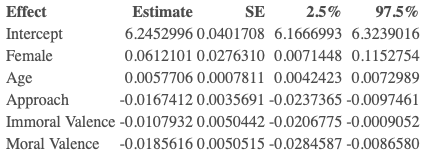 Effect Estimate SE 2.5% 97.5%
Intercept 6.2452996 0.0401708 6.1666993 6.3239016
Female 0.0612101 0.0276310 0.0071448 0.1152754
Age 0.0057706 0.0007811 0.0042423 0.0072989
Approach -0.0167412 0.0035691 -0.0237365 -0.0097461
Immoral Valence -0.0107932 0.0050442 -0.0206775 -0.0009052
Moral Valence -0.0185616 0.0050515 -0.0284587 -0.0086580